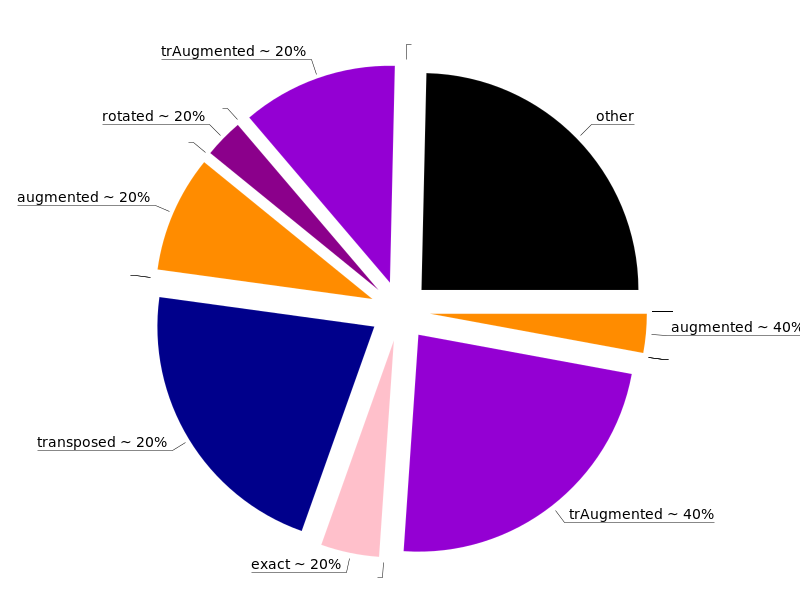 trAugmented ~ 20%
other
rotated ~ 20%
augmented ~ 20%
augmented ~ 40%
transposed ~ 20%
trAugmented ~ 40%
exact ~ 20%